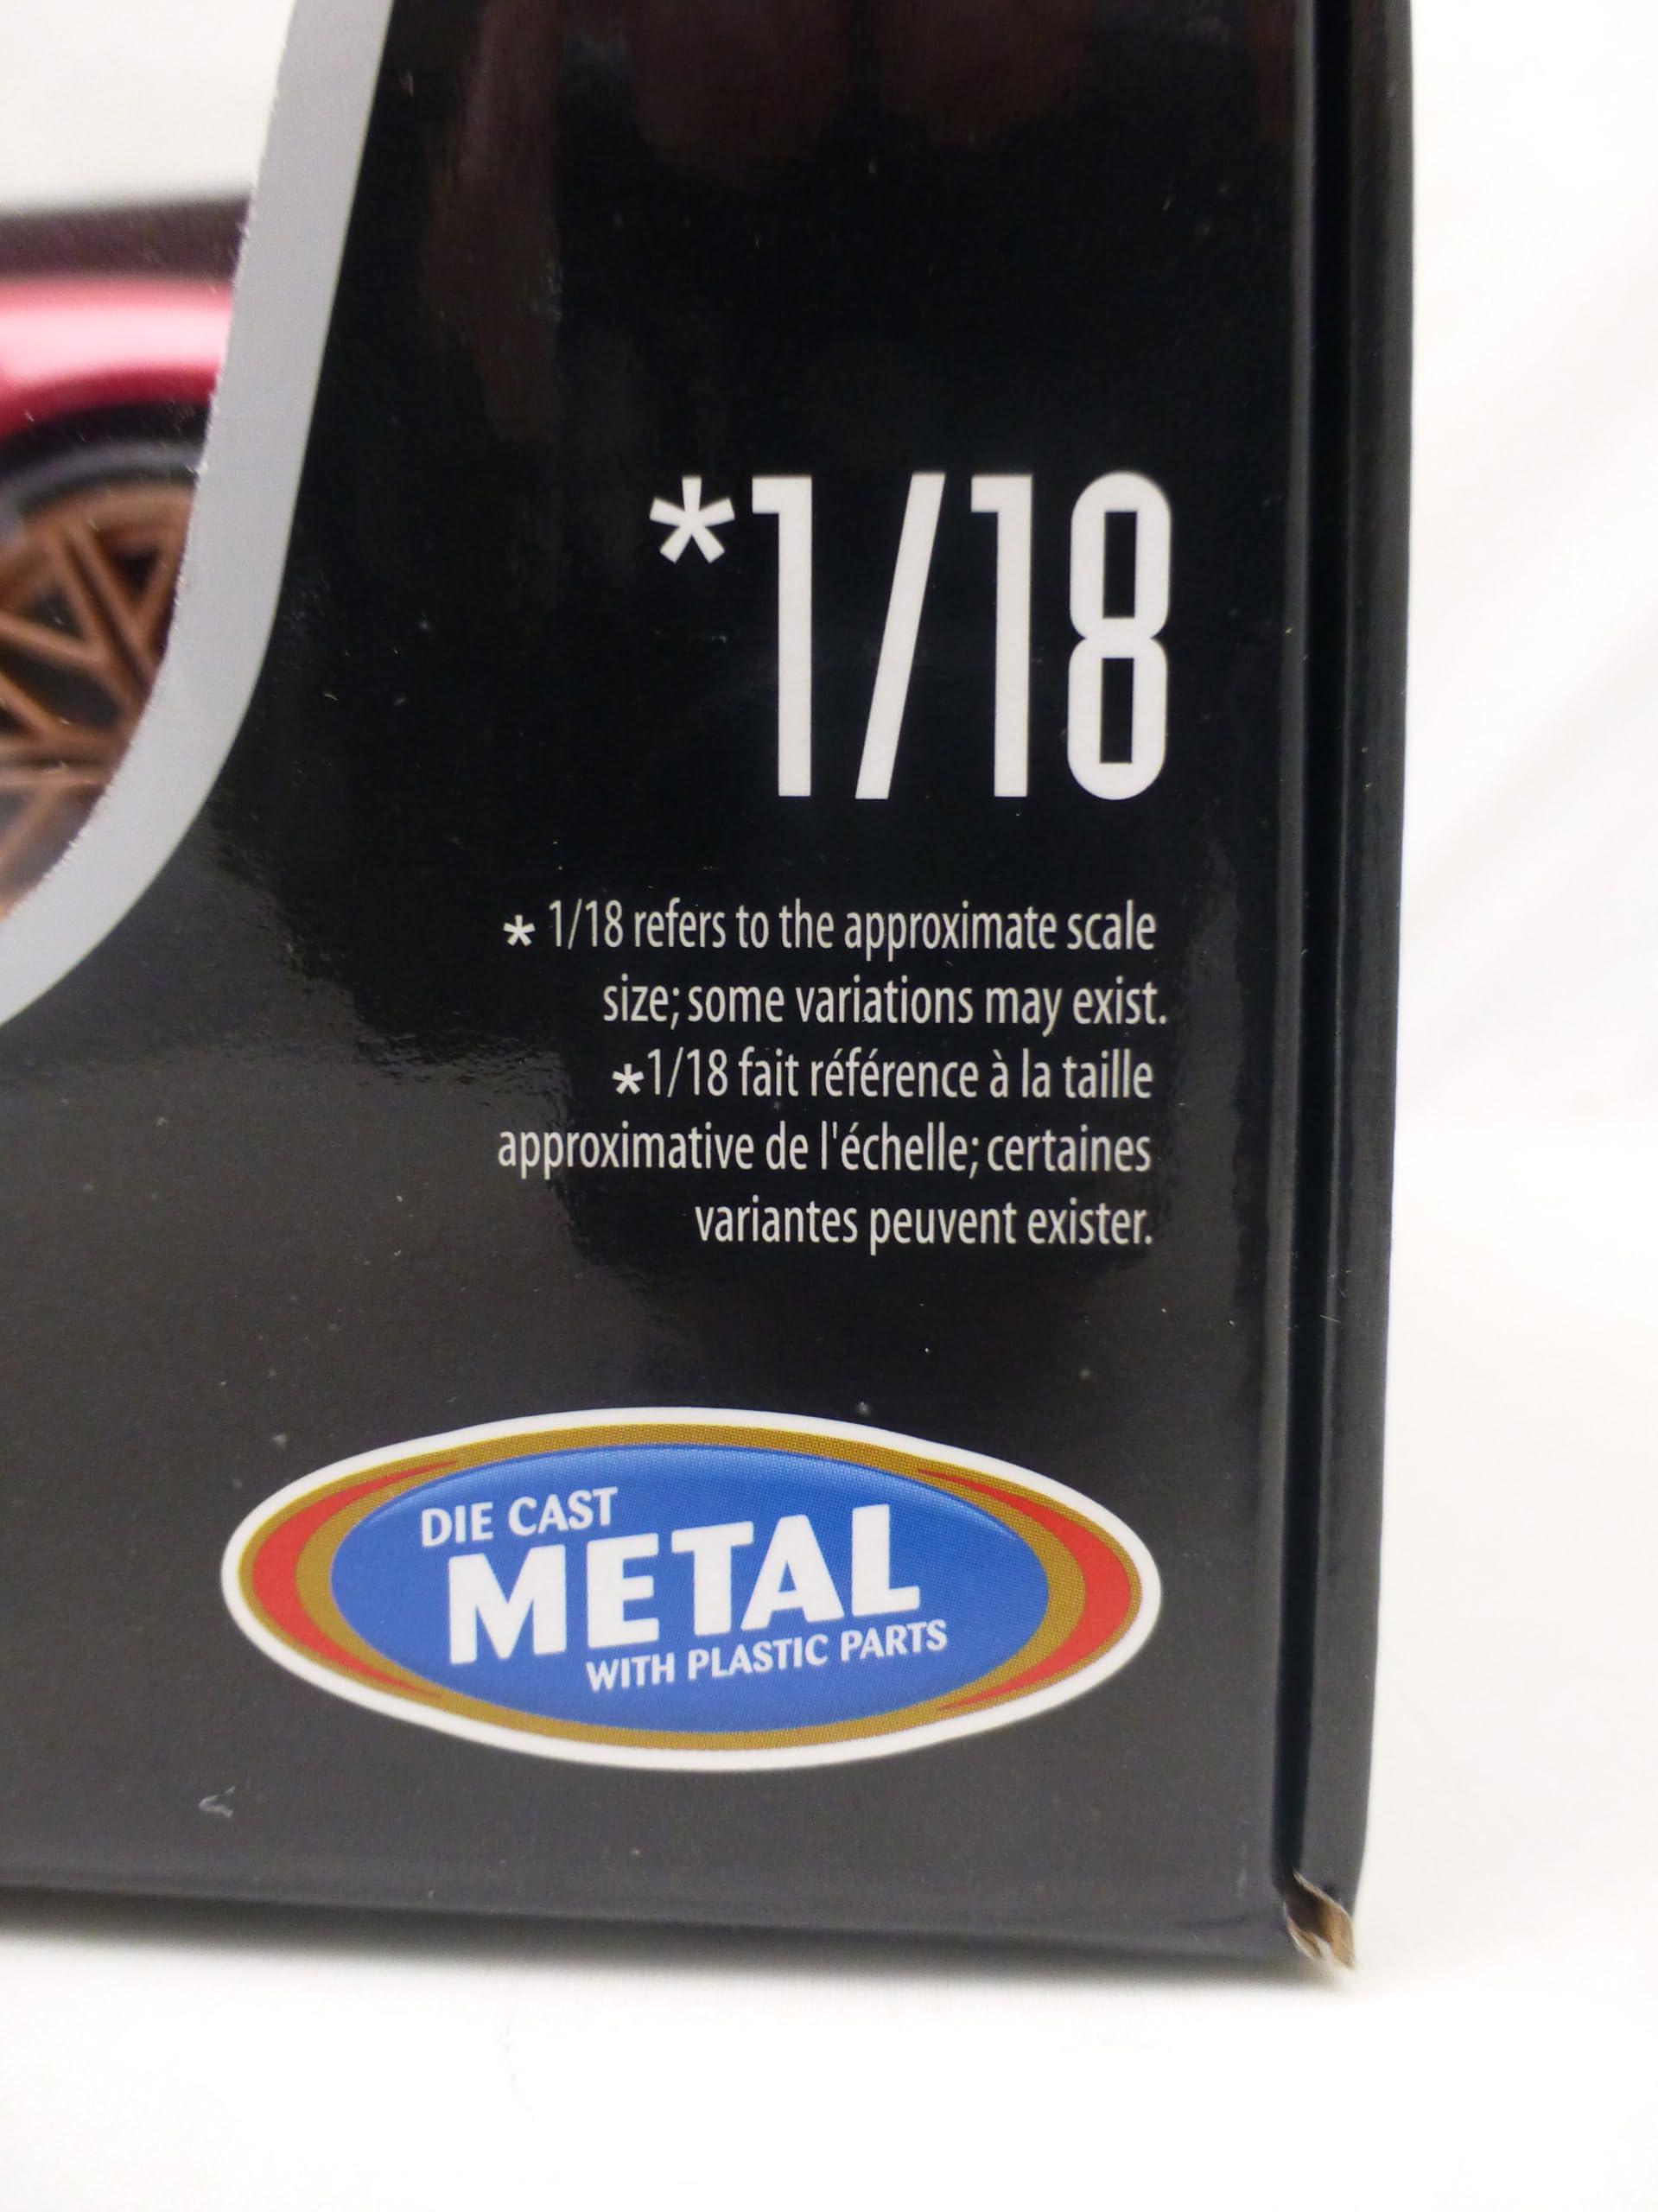 *1/18
* 1/18 refers to the approximate scale
size; some variations may exist.
*1/18 fait référence à la taille
approximative de l'échelle; certaines
variantes peuvent exister.
DIE CAST
METAL
WITH PLASTIC PARTS